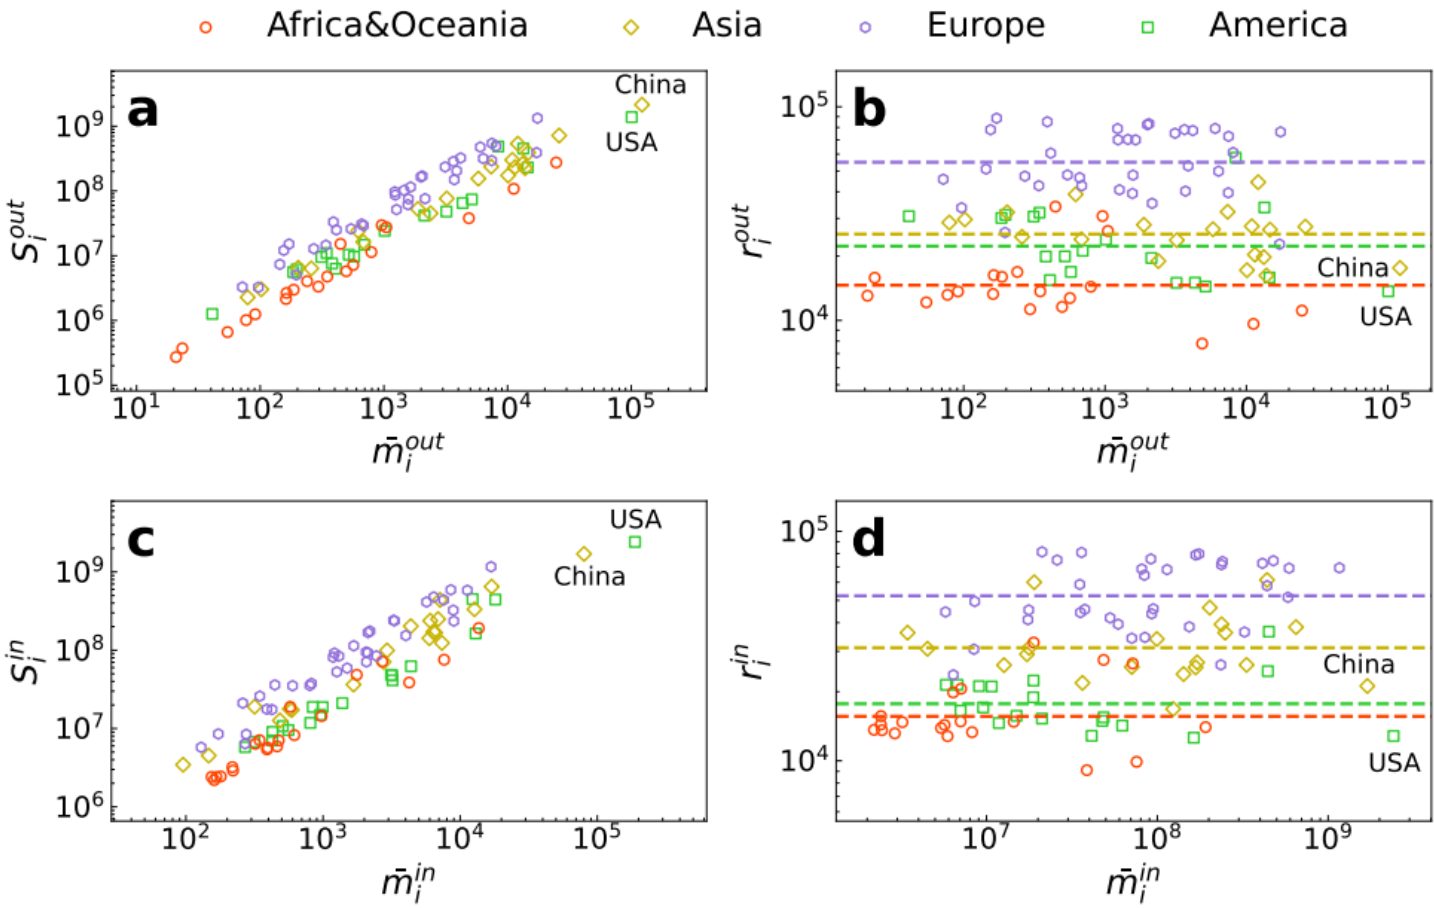 Africa&Oceania Asia Europe America
a
China
USA
10^9
10^8
10^7
10^6
10^5
S_i^{out}
10^1 10^2 10^3 10^4 10^5
m̄_i^{out}
b
China
USA
10^5
10^4
r_i^{out}
10^2 10^3 10^4 10^5
m̄_i^{out}
c
USA
China
10^9
10^8
10^7
10^6
S_i^{in}
10^2 10^3 10^4 10^5
m̄_i^{in}
d
China
USA
10^5
10^4
r_i^{in}
10^7 10^8 10^9
m̄_i^{in}